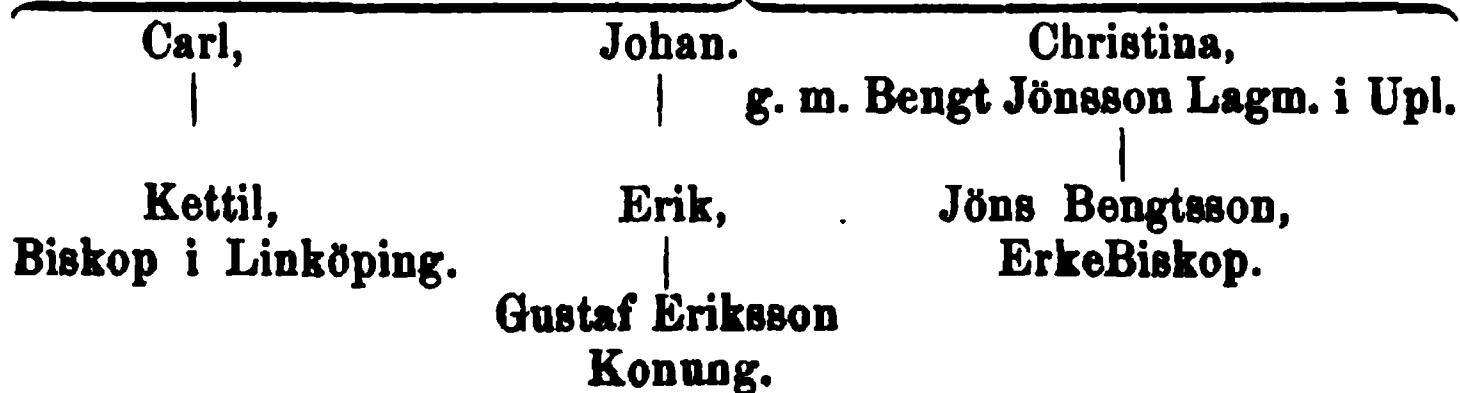 Carl, Johan. Christina,
g. m. Bengt Jönsson Lagm. i Upl.
Kettil, Erik, Jöns Bengtsson,
Biskop i Linköping. ErkeBiskop.
Gustaf Eriksson
Konung.